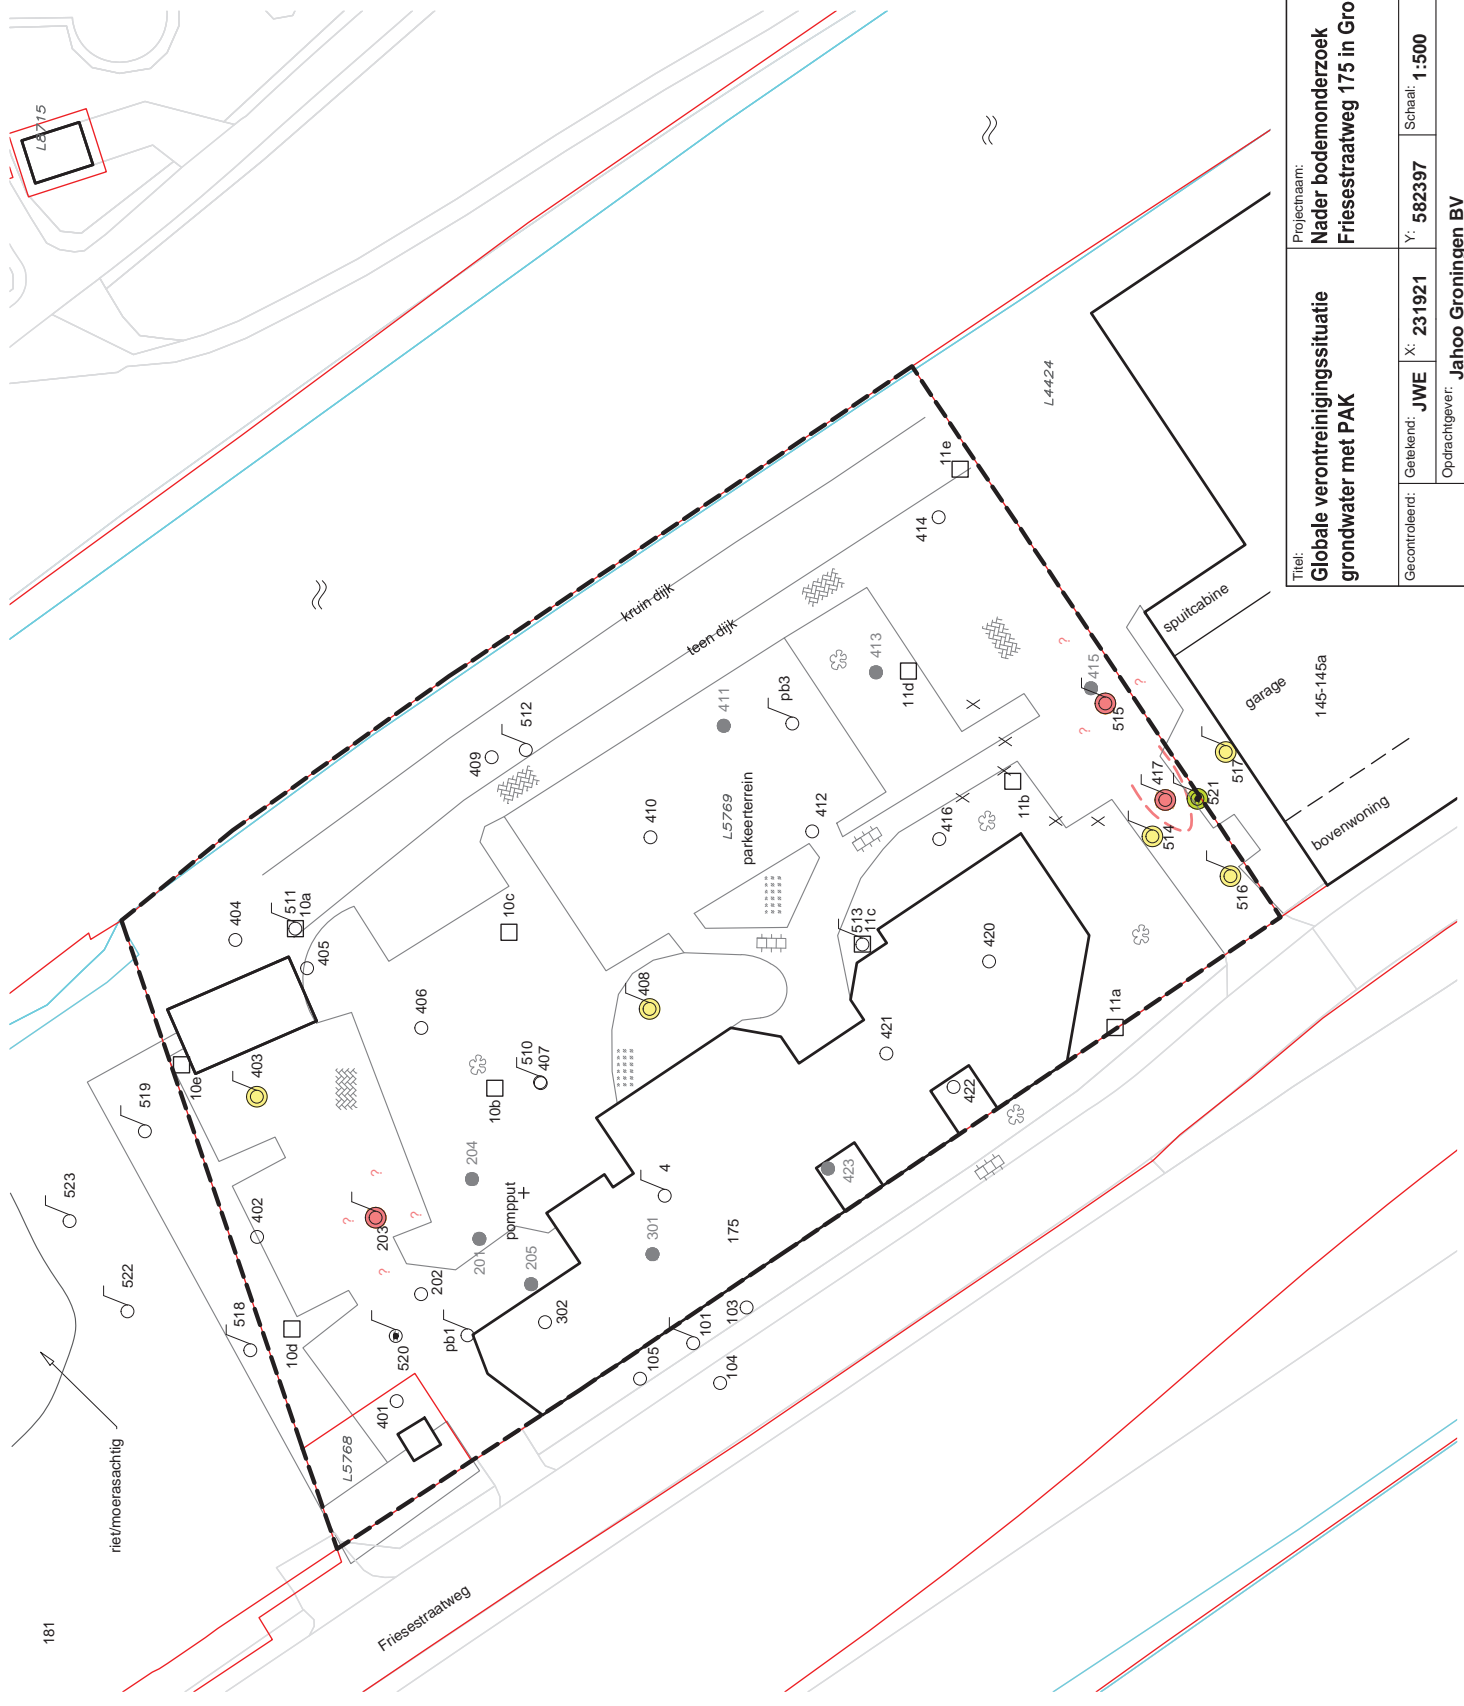 L8715
181
riet/moerasachtig
Friesestraatweg
523
522
519
518
10e
403
402
203
?
?
?
?
10d
202
520
pb1
401
L5768
404
511
10a
405
406
10c
510
407
10b
204
201
pompput
205
302
301
4
175
105
101
103
104
408
409
512
410
411
pb3
L5769
parkeerterrein
412
413
11d
kruin dijk
teen dijk
414
11e
416
11b
513
11c
420
421
422
423
11a
415
515
?
?
?
417
514
521
517
516
L4424
spuitcabine
garage
145-145a
bovenwoning
Titel:
Globale verontreinigingssituatie
grondwater met PAK
Projectnaam:
Nader bodemonderzoek
Friesestraatweg 175 in Gro
Gecontroleerd:
Getekend: JWE
X: 231921
Y: 582397
Schaal: 1:500
Opdrachtgever:
Jahoo Groningen BV